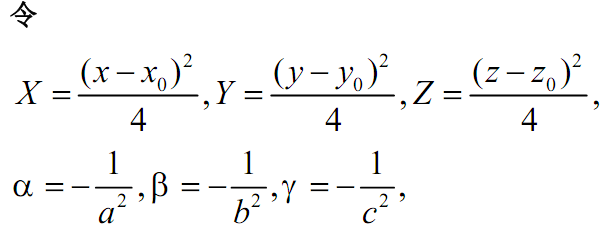 令
X = (x − x₀)²/4, Y = (y − y₀)²/4, Z = (z − z₀)²/4,
α = −1/a², β = −1/b², γ = −1/c²,